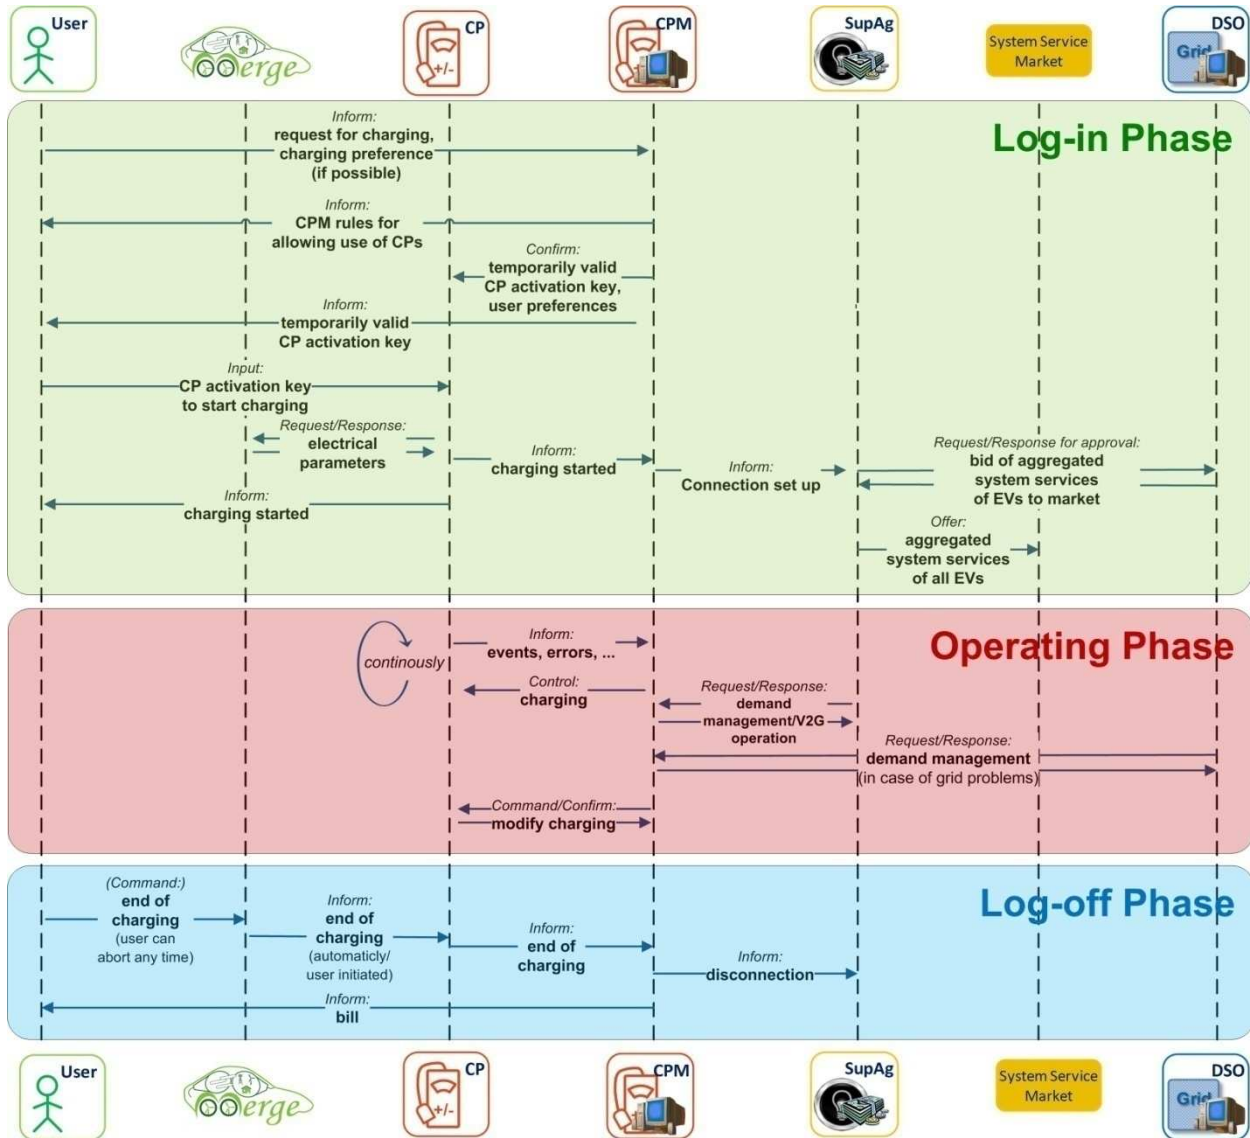 User
merge
CP
+/-
CPM
SupAg
System Service
Market
DSO
Grid
Log-in Phase
Inform:
request for charging,
charging preference
(if possible)
Inform:
CPM rules for
allowing use of CPs
Confirm:
temporarily valid
CP activation key,
user preferences
Inform:
temporarily valid
CP activation key
Input:
CP activation key
to start charging
Request/Response:
electrical
parameters
Inform:
charging started
Inform:
Connection set up
Request/Response for approval:
bid of aggregated
system services
of EVs to market
Inform:
charging started
Offer:
aggregated
system services
of all EVs
Operating Phase
continously
Inform:
events, errors, ...
Control:
charging
Request/Response:
demand
management/V2G
operation
Request/Response:
demand management
(in case of grid problems)
Command/Confirm:
modify charging
Log-off Phase
(Command:)
end of
charging
(user can
abort any time)
Inform:
end of
charging
(automaticly/
user initiated)
Inform:
end of
charging
Inform:
disconnection
Inform:
bill
User
merge
CP
+/-
CPM
SupAg
System Service
Market
DSO
Grid